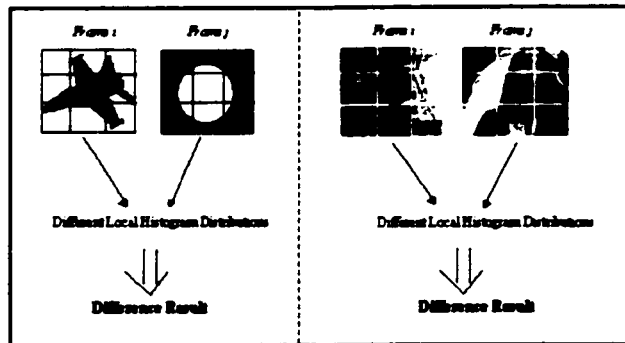 Frame i Frame j
Different Local Histogram Distributions
Difference Result
Frame i Frame j
Different Local Histogram Distributions
Difference Result